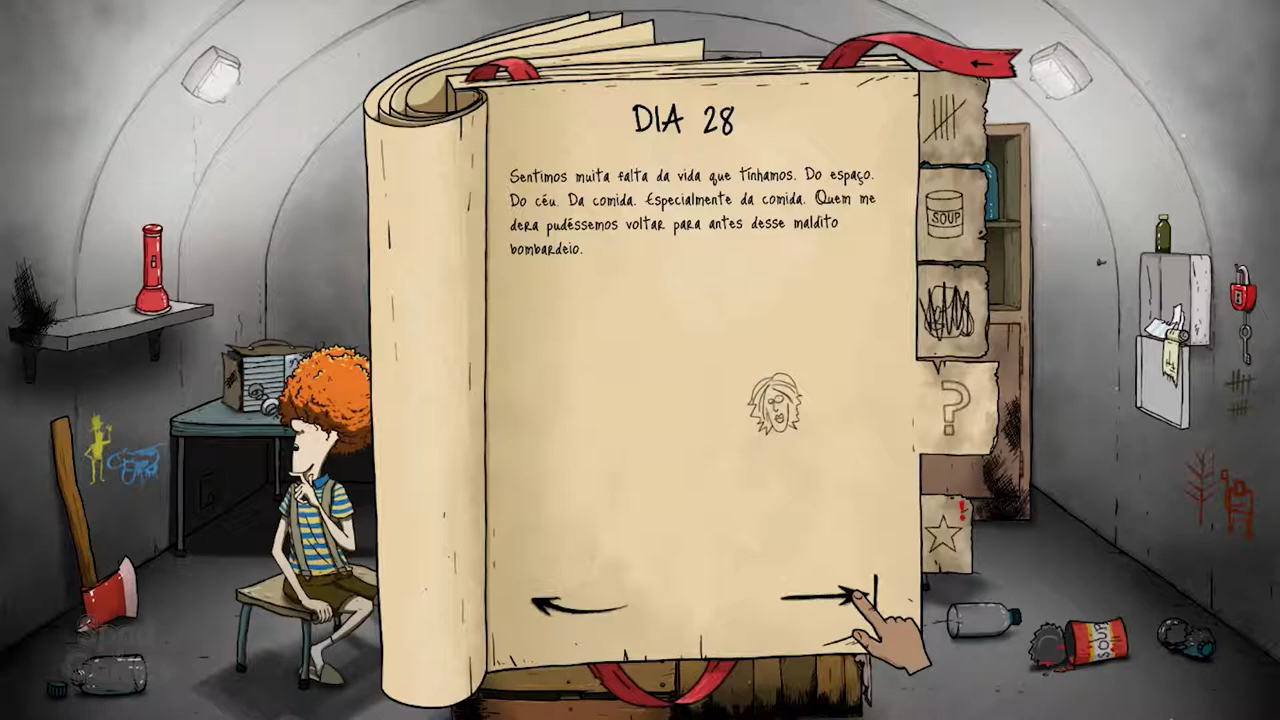 DIA 28
Sentimos muita falta da vida que tínhamos. Do espaço.
Do céu. Da comida. Especialmente da comida. Quem me
dera pudéssemos voltar para antes desse maldito
bombardeio.
SOUP
?
!
SOUP